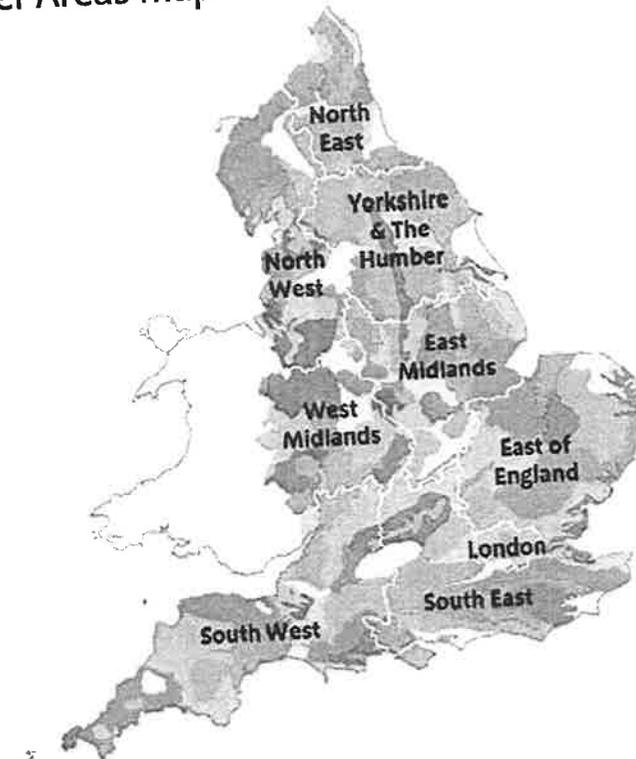 Areas
North
East
Yorkshire
& The
Humber
North
West
East
Midlands
West
Midlands
East of
England
London
South East
South West